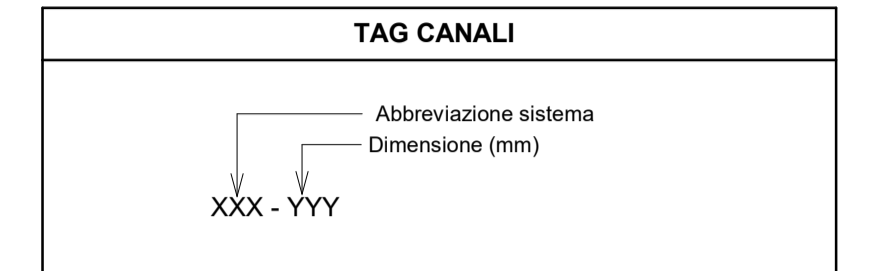 TAG CANALI
Abbreviazione sistema
Dimensione (mm)
XXX - YYY